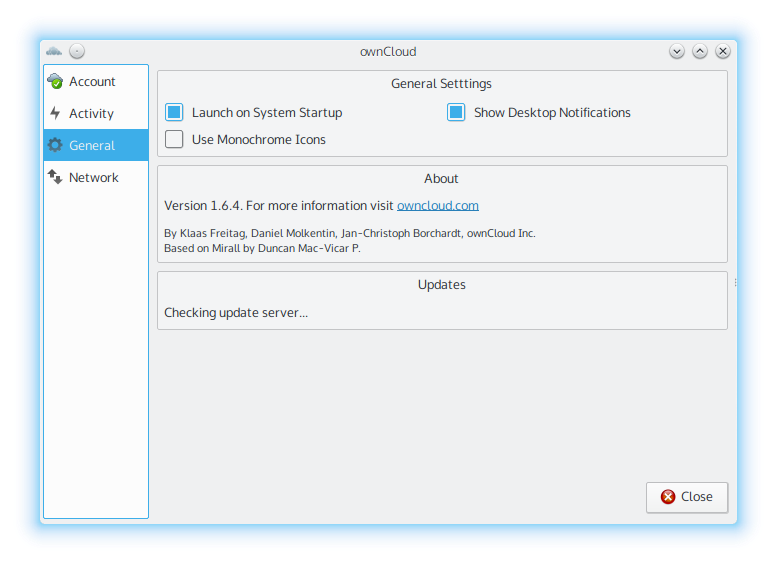 ownCloud
Account
Activity
General
Network
General Setttings
Launch on System Startup
Show Desktop Notifications
Use Monochrome Icons
About
Version 1.6.4. For more information visit owncloud.com
By Klaas Freitag, Daniel Molkentin, Jan-Christoph Borchardt, ownCloud Inc.
Based on Mirall by Duncan Mac-Vicar P.
Updates
Checking update server...
Close